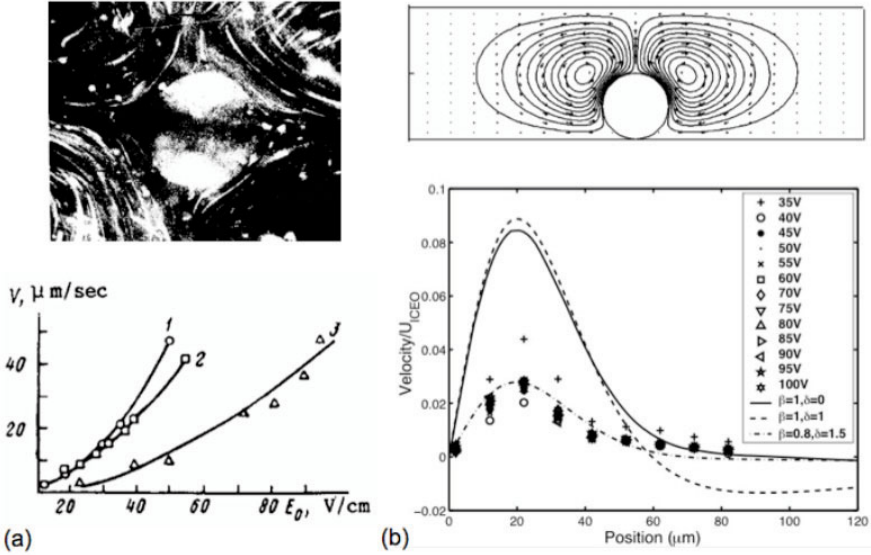 V, μm/sec
40
20
1
2
3
20
40
60
80
E₀, V/cm
(a)
0.1
0.08
0.06
0.04
0.02
0
-0.02
Velocity/U_ICEO
35V
40V
45V
50V
55V
60V
70V
75V
80V
85V
90V
95V
100V
β=1,δ=0
β=1,δ=1
β=0.8,δ=1.5
0
20
40
60
80
100
120
Position (μm)
(b)